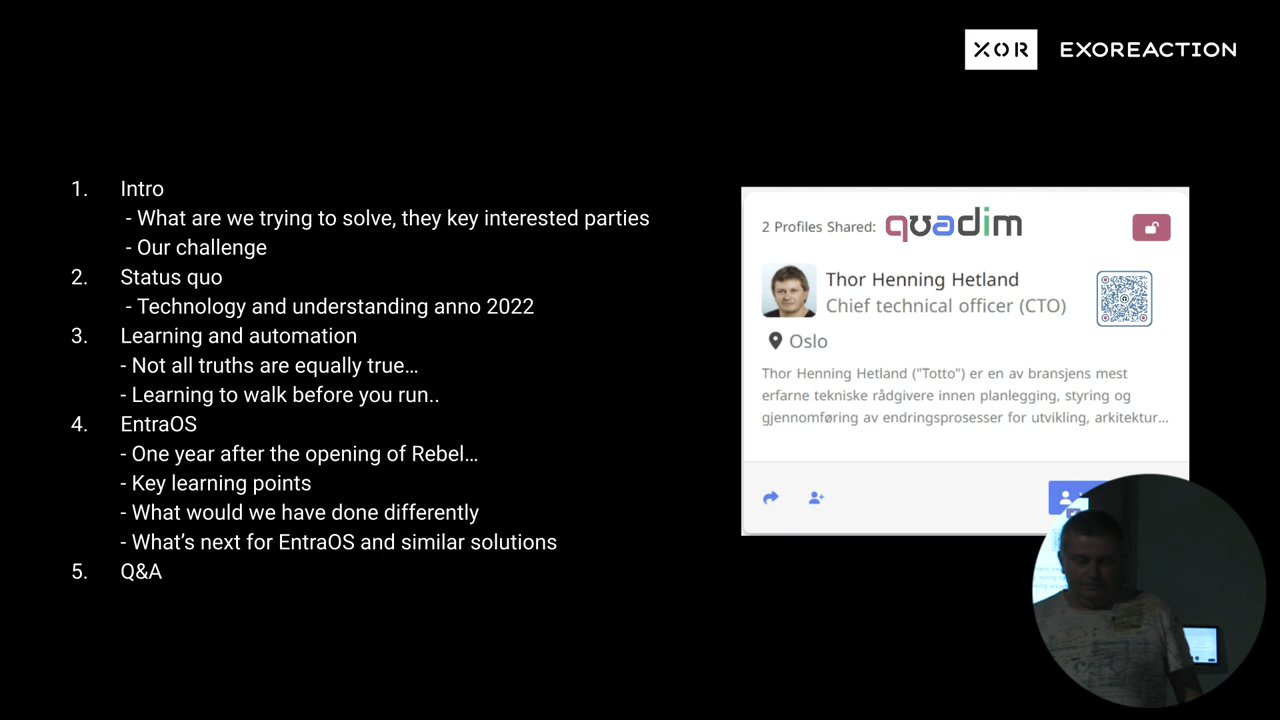 XOR EXOREACTION
1. Intro
- What are we trying to solve, they key interested parties
- Our challenge
2. Status quo
- Technology and understanding anno 2022
3. Learning and automation
- Not all truths are equally true…
- Learning to walk before you run..
4. EntraOS
- One year after the opening of Rebel…
- Key learning points
- What would we have done differently
- What’s next for EntraOS and similar solutions
5. Q&A
2 Profiles Shared: quadim
Thor Henning Hetland
Chief technical officer (CTO)
Oslo
Thor Henning Hetland ("Totto") er en av bransjens mest
erfarne tekniske rådgivere innen planlegging, styring og
gjennomføring av endringsprosesser for utvikling, arkitektur...